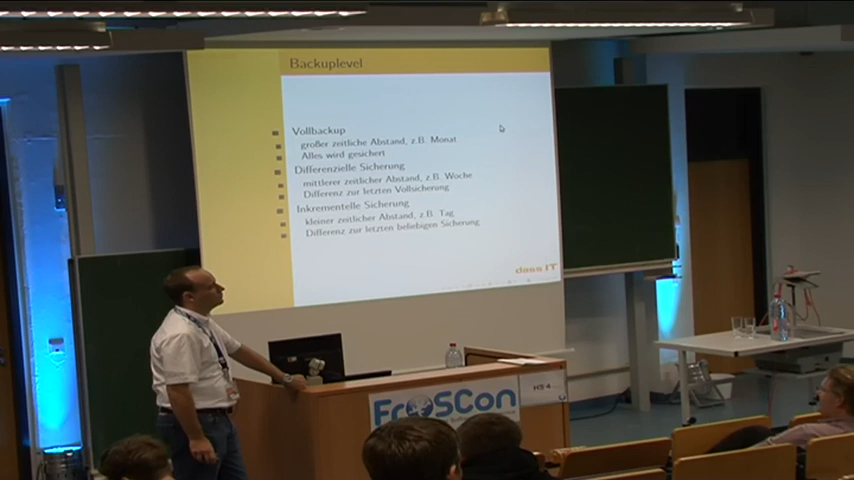 Backuplevel
Vollbackup
großer zeitliche Abstand, z.B. Monat
Alles wird gesichert
Differenzielle Sicherung
mittlerer zeitlicher Abstand, z.B. Woche
Differenz zur letzten Vollsicherung
Inkrementelle Sicherung
kleiner zeitlicher Abstand, z.B. Tag
Differenz zur letzten beliebigen Sicherung
dass IT
FrOSCon
HS 4